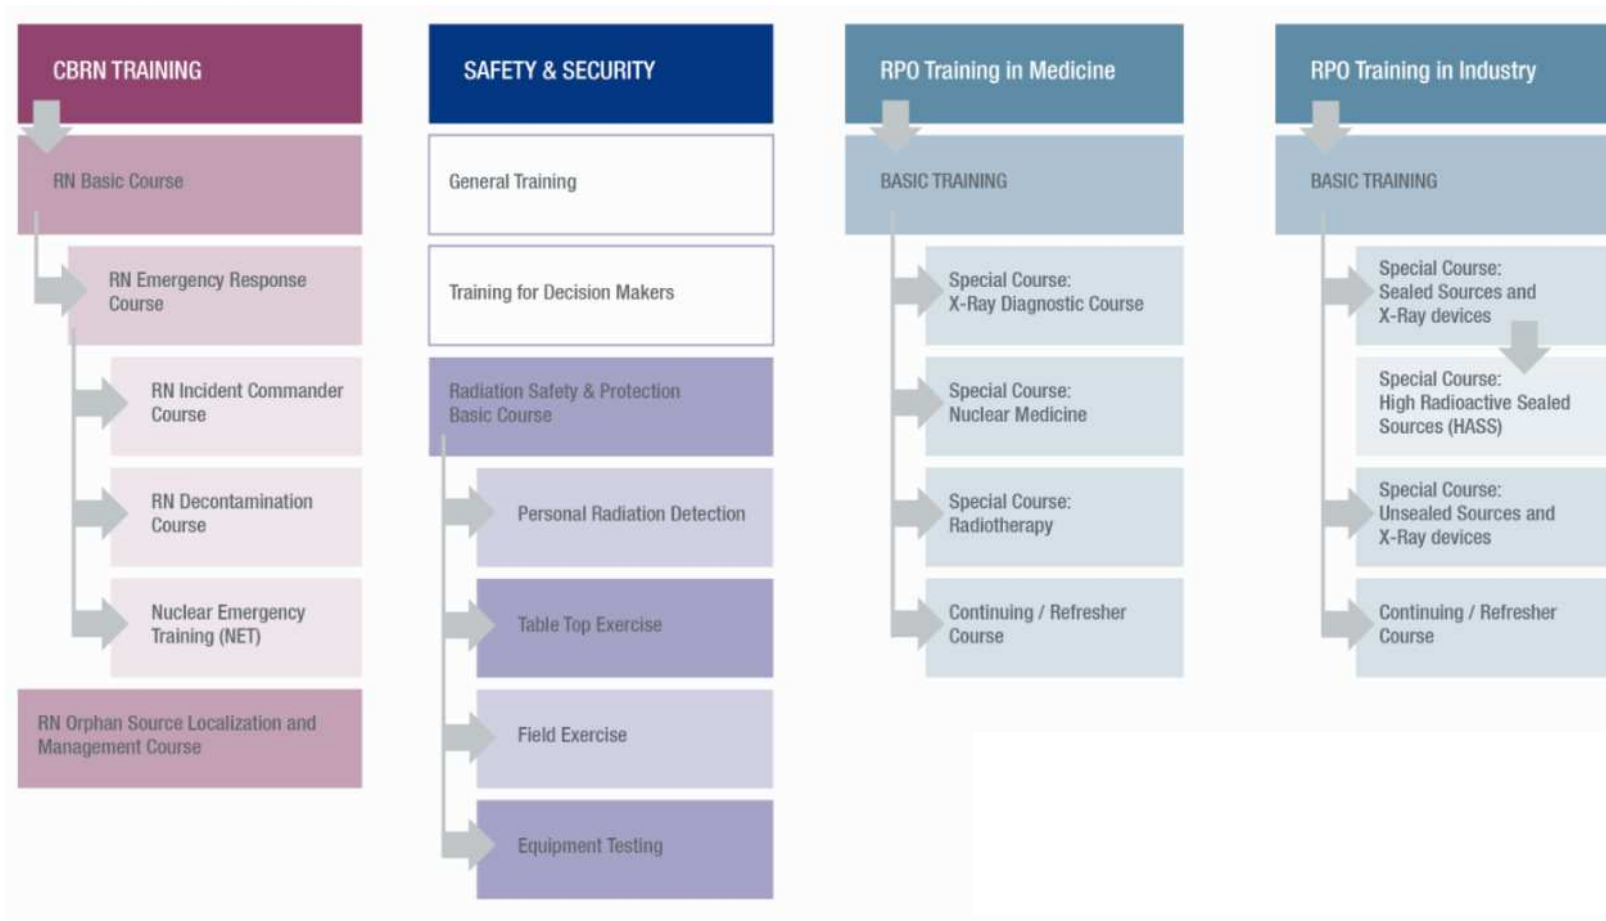 CBRN TRAINING
RN Basic Course
RN Emergency Response
Course
RN Incident Commander
Course
RN Decontamination
Course
Nuclear Emergency
Training (NET)
RN Orphan Source Localization and
Management Course
SAFETY & SECURITY
General Training
Training for Decision Makers
Radiation Safety & Protection
Basic Course
Personal Radiation Detection
Table Top Exercise
Field Exercise
Equipment Testing
RPO Training in Medicine
BASIC TRAINING
Special Course:
X-Ray Diagnostic Course
Special Course:
Nuclear Medicine
Special Course:
Radiotherapy
Continuing / Refresher
Course
RPO Training in Industry
BASIC TRAINING
Special Course:
Sealed Sources and
X-Ray devices
Special Course:
High Radioactive Sealed
Sources (HASS)
Special Course:
Unsealed Sources and
X-Ray devices
Continuing / Refresher
Course